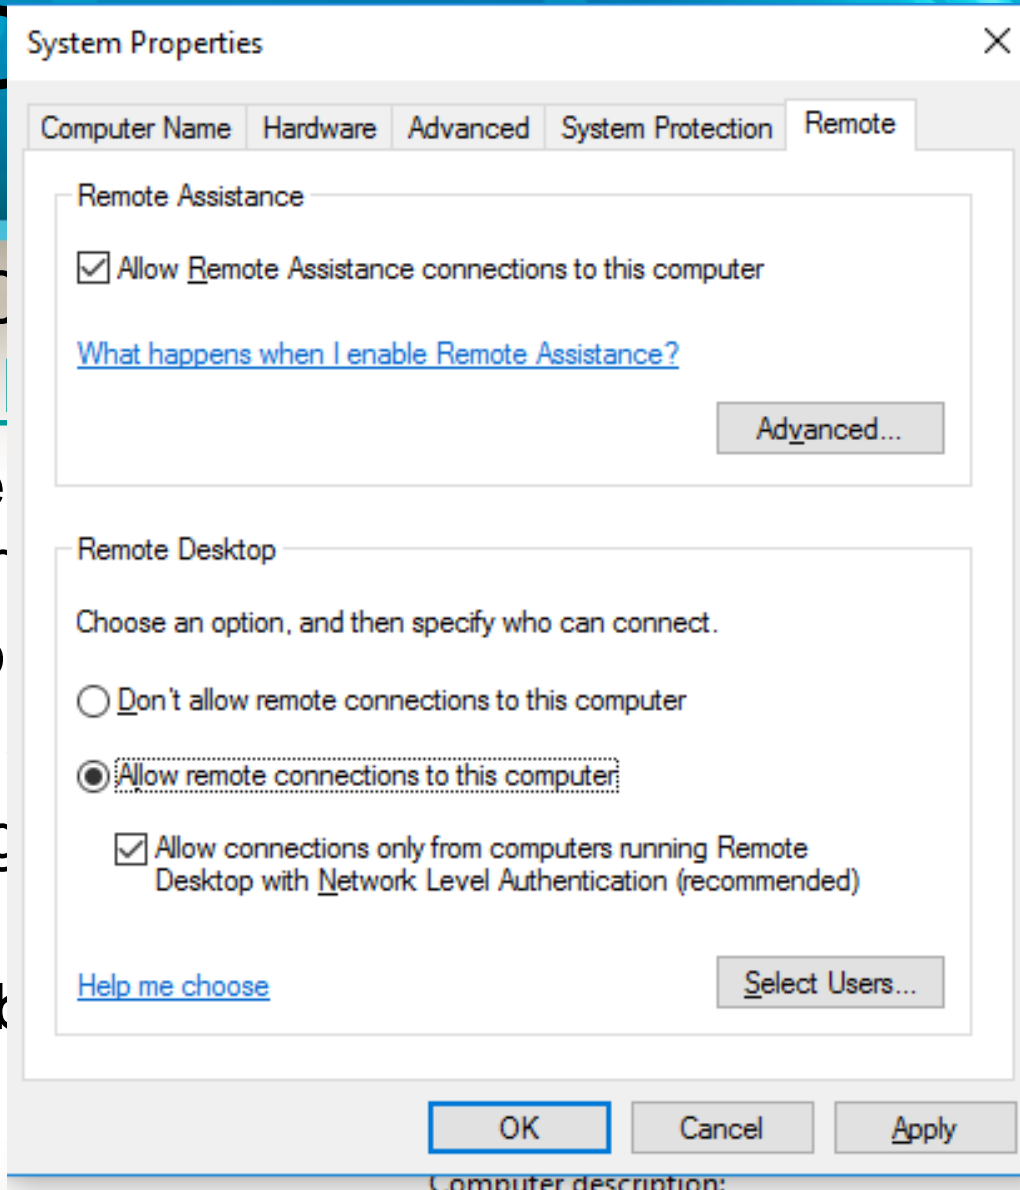 System Properties
Computer Name
Hardware
Advanced
System Protection
Remote
Remote Assistance
Allow Remote Assistance connections to this computer
What happens when I enable Remote Assistance?
Advanced...
Remote Desktop
Choose an option, and then specify who can connect.
Don't allow remote connections to this computer
Allow remote connections to this computer
Allow connections only from computers running Remote
Desktop with Network Level Authentication (recommended)
Help me choose
Select Users...
OK
Cancel
Apply
Computer description: